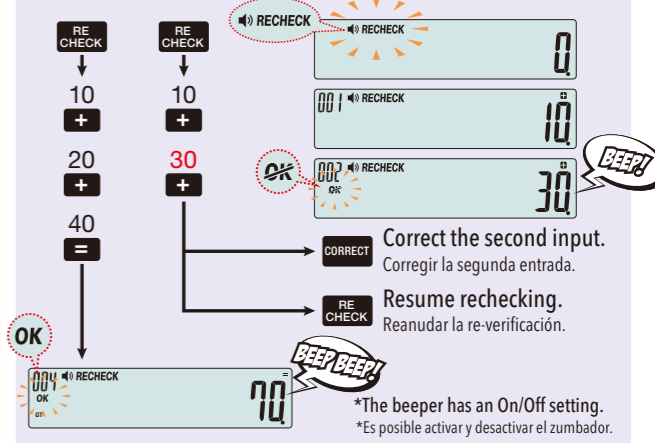 RE CHECK
RE CHECK
RECHECK
RECHECK
0.
10
+
20
+
40
=
10
+
30
+
001 RECHECK +
10.
OK
002 RECHECK +
OK
30.
BEEP!
CORRECT
Correct the second input.
Corregir la segunda entrada.
RE CHECK
Resume rechecking.
Reanudar la re-verificación.
OK
004 RECHECK =
OK
GT
70.
BEEP BEEP!
*The beeper has an On/Off setting.
*Es posible activar y desactivar el zumbador.